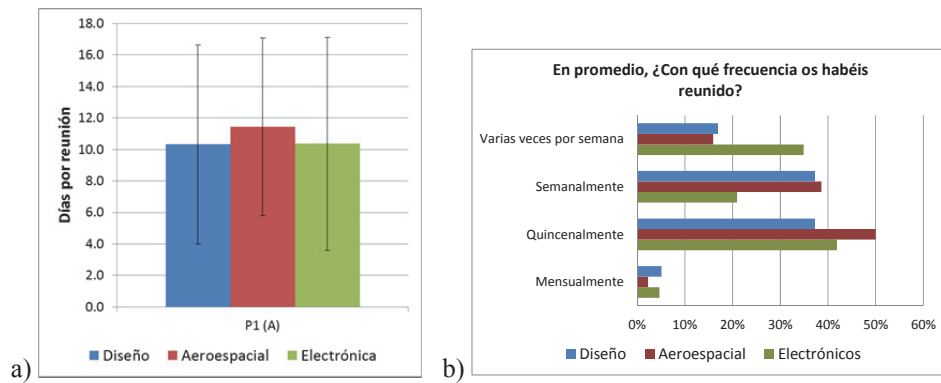 18.0
16.0
14.0
12.0
10.0
8.0
6.0
4.0
2.0
0.0
Días por reunión
P1 (A)
Diseño Aeroespacial Electrónica
a)
En promedio, ¿Con qué frecuencia os habéis
reunido?
Varias veces por semana
Semanalmente
Quincenalmente
Mensualmente
0% 10% 20% 30% 40% 50% 60%
Diseño Aeroespacial Electrónicos
b)